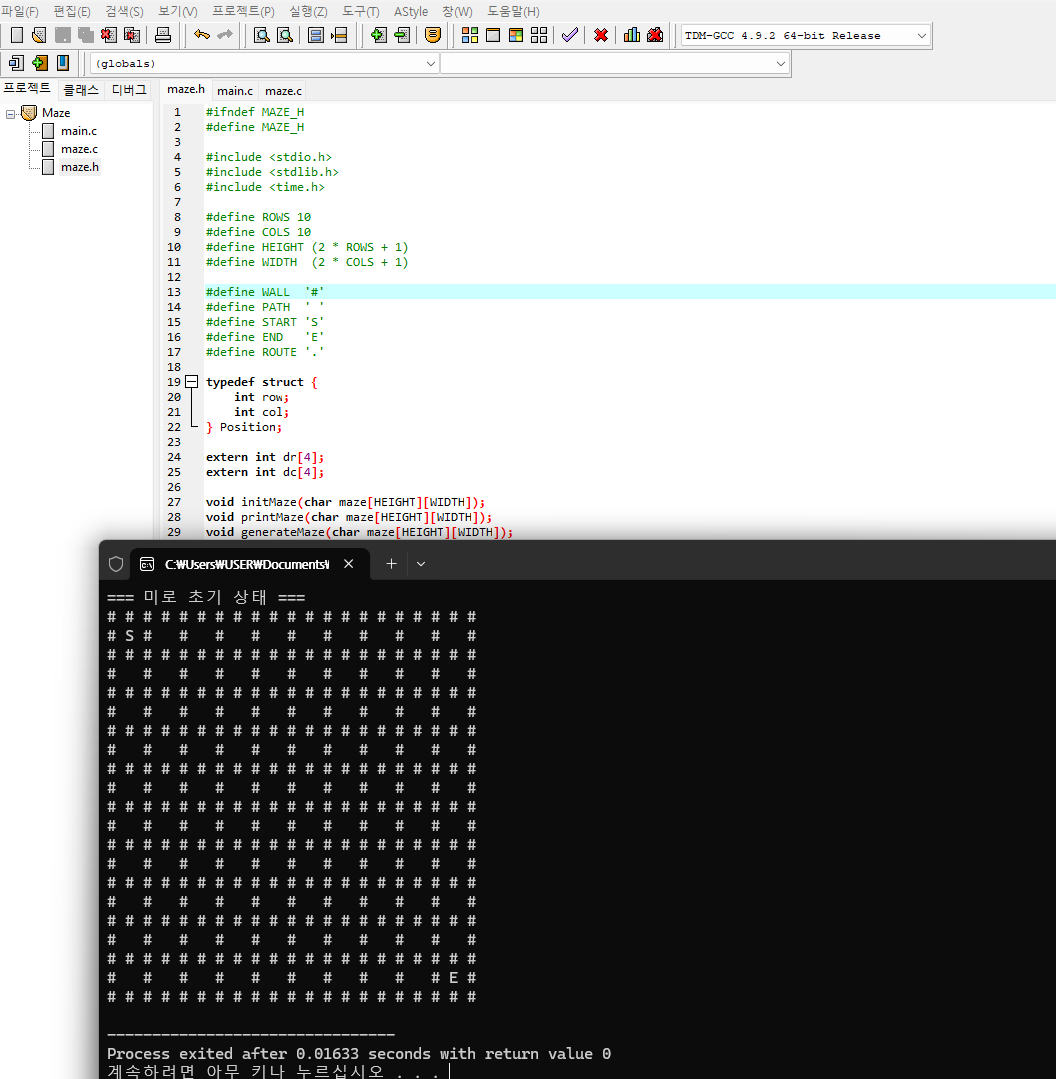 파일(F) 편집(E) 검색(S) 보기(V) 프로젝트(P) 실행(Z) 도구(T) AStyle 창(W) 도움말(H)
TDM-GCC 4.9.2 64-bit Release
(globals)
프로젝트 클래스 디버그
maze.h main.c maze.c
Maze
main.c
maze.c
maze.h
1 #ifndef MAZE_H
2 #define MAZE_H
3
4 #include <stdio.h>
5 #include <stdlib.h>
6 #include <time.h>
7
8 #define ROWS 10
9 #define COLS 10
10 #define HEIGHT (2 * ROWS + 1)
11 #define WIDTH  (2 * COLS + 1)
12
13 #define WALL  '#'
14 #define PATH  ' '
15 #define START 'S'
16 #define END   'E'
17 #define ROUTE '.'
18
19 typedef struct {
20     int row;
21     int col;
22 } Position;
23
24 extern int dr[4];
25 extern int dc[4];
26
27 void initMaze(char maze[HEIGHT][WIDTH]);
28 void printMaze(char maze[HEIGHT][WIDTH]);
29 void generateMaze(char maze[HEIGHT][WIDTH]);
C:₩Users₩USER₩Documents₩
=== 미로 초기 상태 ===
# # # # # # # # # # # # # # # # # # # # #
# S #   #   #   #   #   #   #   #   #   #
# # # # # # # # # # # # # # # # # # # # #
#   #   #   #   #   #   #   #   #   #   #
# # # # # # # # # # # # # # # # # # # # #
#   #   #   #   #   #   #   #   #   #   #
# # # # # # # # # # # # # # # # # # # # #
#   #   #   #   #   #   #   #   #   #   #
# # # # # # # # # # # # # # # # # # # # #
#   #   #   #   #   #   #   #   #   #   #
# # # # # # # # # # # # # # # # # # # # #
#   #   #   #   #   #   #   #   #   #   #
# # # # # # # # # # # # # # # # # # # # #
#   #   #   #   #   #   #   #   #   #   #
# # # # # # # # # # # # # # # # # # # # #
#   #   #   #   #   #   #   #   #   #   #
# # # # # # # # # # # # # # # # # # # # #
#   #   #   #   #   #   #   #   #   #   #
# # # # # # # # # # # # # # # # # # # # #
#   #   #   #   #   #   #   #   #   # E #
# # # # # # # # # # # # # # # # # # # # #
--------------------------------
Process exited after 0.01633 seconds with return value 0
계속하려면 아무 키나 누르십시오 . . .